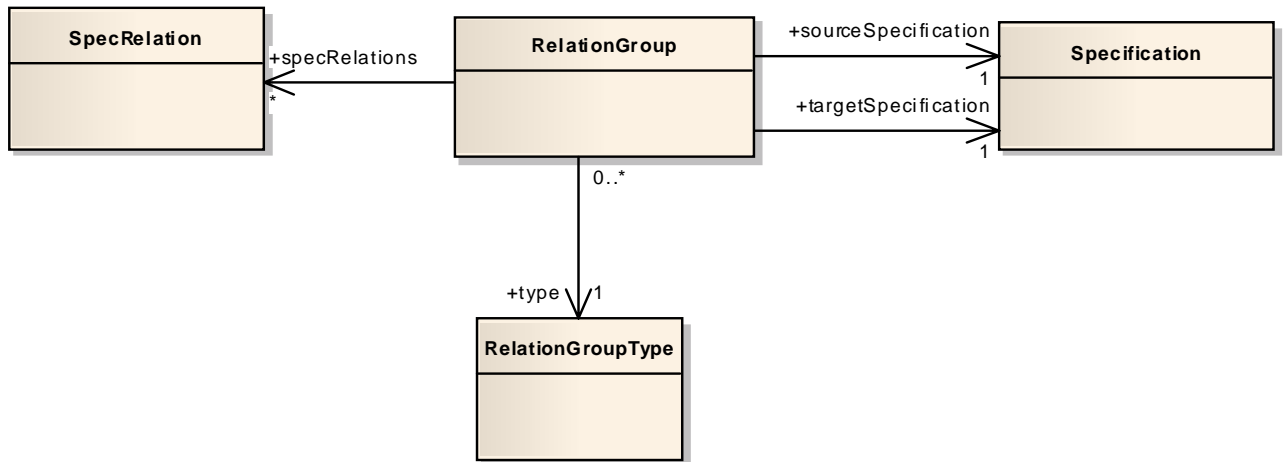 SpecRelation
+specRelations
*
RelationGroup
+sourceSpecification
1
+targetSpecification
1
Specification
0..*
+type
1
RelationGroupType